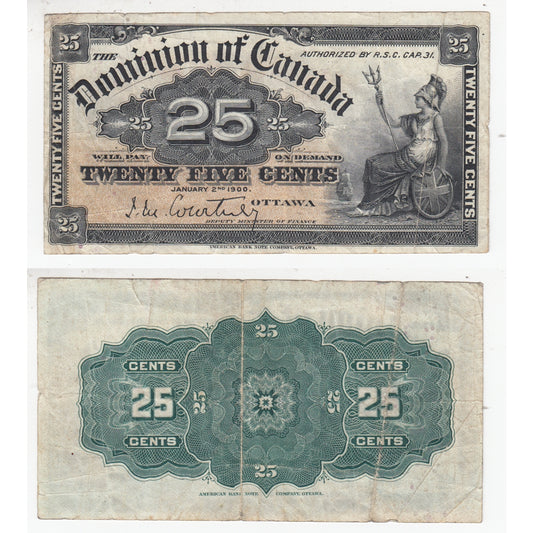 25
THE
Dominion of Canada
AUTHORIZED BY R.S.C. CAP. 31.
25
TWENTY FIVE CENTS
25 25 25
TWENTY FIVE CENTS
WILL PAY ON DEMAND
TWENTY FIVE CENTS
JANUARY 2ND 1900.
OTTAWA
J.M. Courtney
DEPUTY MINISTER OF FINANCE
25
25
AMERICAN BANK NOTE COMPANY, OTTAWA.
25
CENTS CENTS
25 25 25 25
CENTS CENTS
25
AMERICAN BANK NOTE COMPANY, OTTAWA.